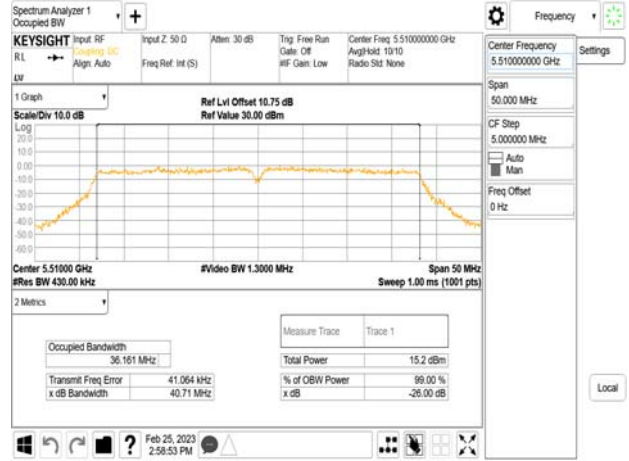 Spectrum Analyzer 1
Occupied BW
+
Frequency
KEYSIGHT
RL
Input: RF
Coupling: DC
Align: Auto
Input Z: 50 Ω
Freq Ref: Int (S)
Atten: 30 dB
Trig: Free Run
Gate: Off
#IF Gain: Low
Center Freq: 5.510000000 GHz
Avg|Hold: 10/10
Radio Std: None
Center Frequency
5.510000000 GHz
Settings
Span
50.000 MHz
CF Step
5.000000 MHz
Auto
Man
Freq Offset
0 Hz
Local
1 Graph
Scale/Div 10.0 dB
Ref Lvl Offset 10.75 dB
Ref Value 30.00 dBm
Log
20.0
10.0
0.00
-10.0
-20.0
-30.0
-40.0
-50.0
-60.0
Center 5.51000 GHz
#Res BW 430.00 kHz
#Video BW 1.3000 MHz
Span 50 MHz
Sweep 1.00 ms (1001 pts)
2 Metrics
Measure Trace Trace 1
Occupied Bandwidth
36.161 MHz
Total Power 15.2 dBm
Transmit Freq Error 41.064 kHz
% of OBW Power 99.00 %
x dB Bandwidth 40.71 MHz
x dB -26.00 dB
?
Feb 25, 2023
2:58:53 PM